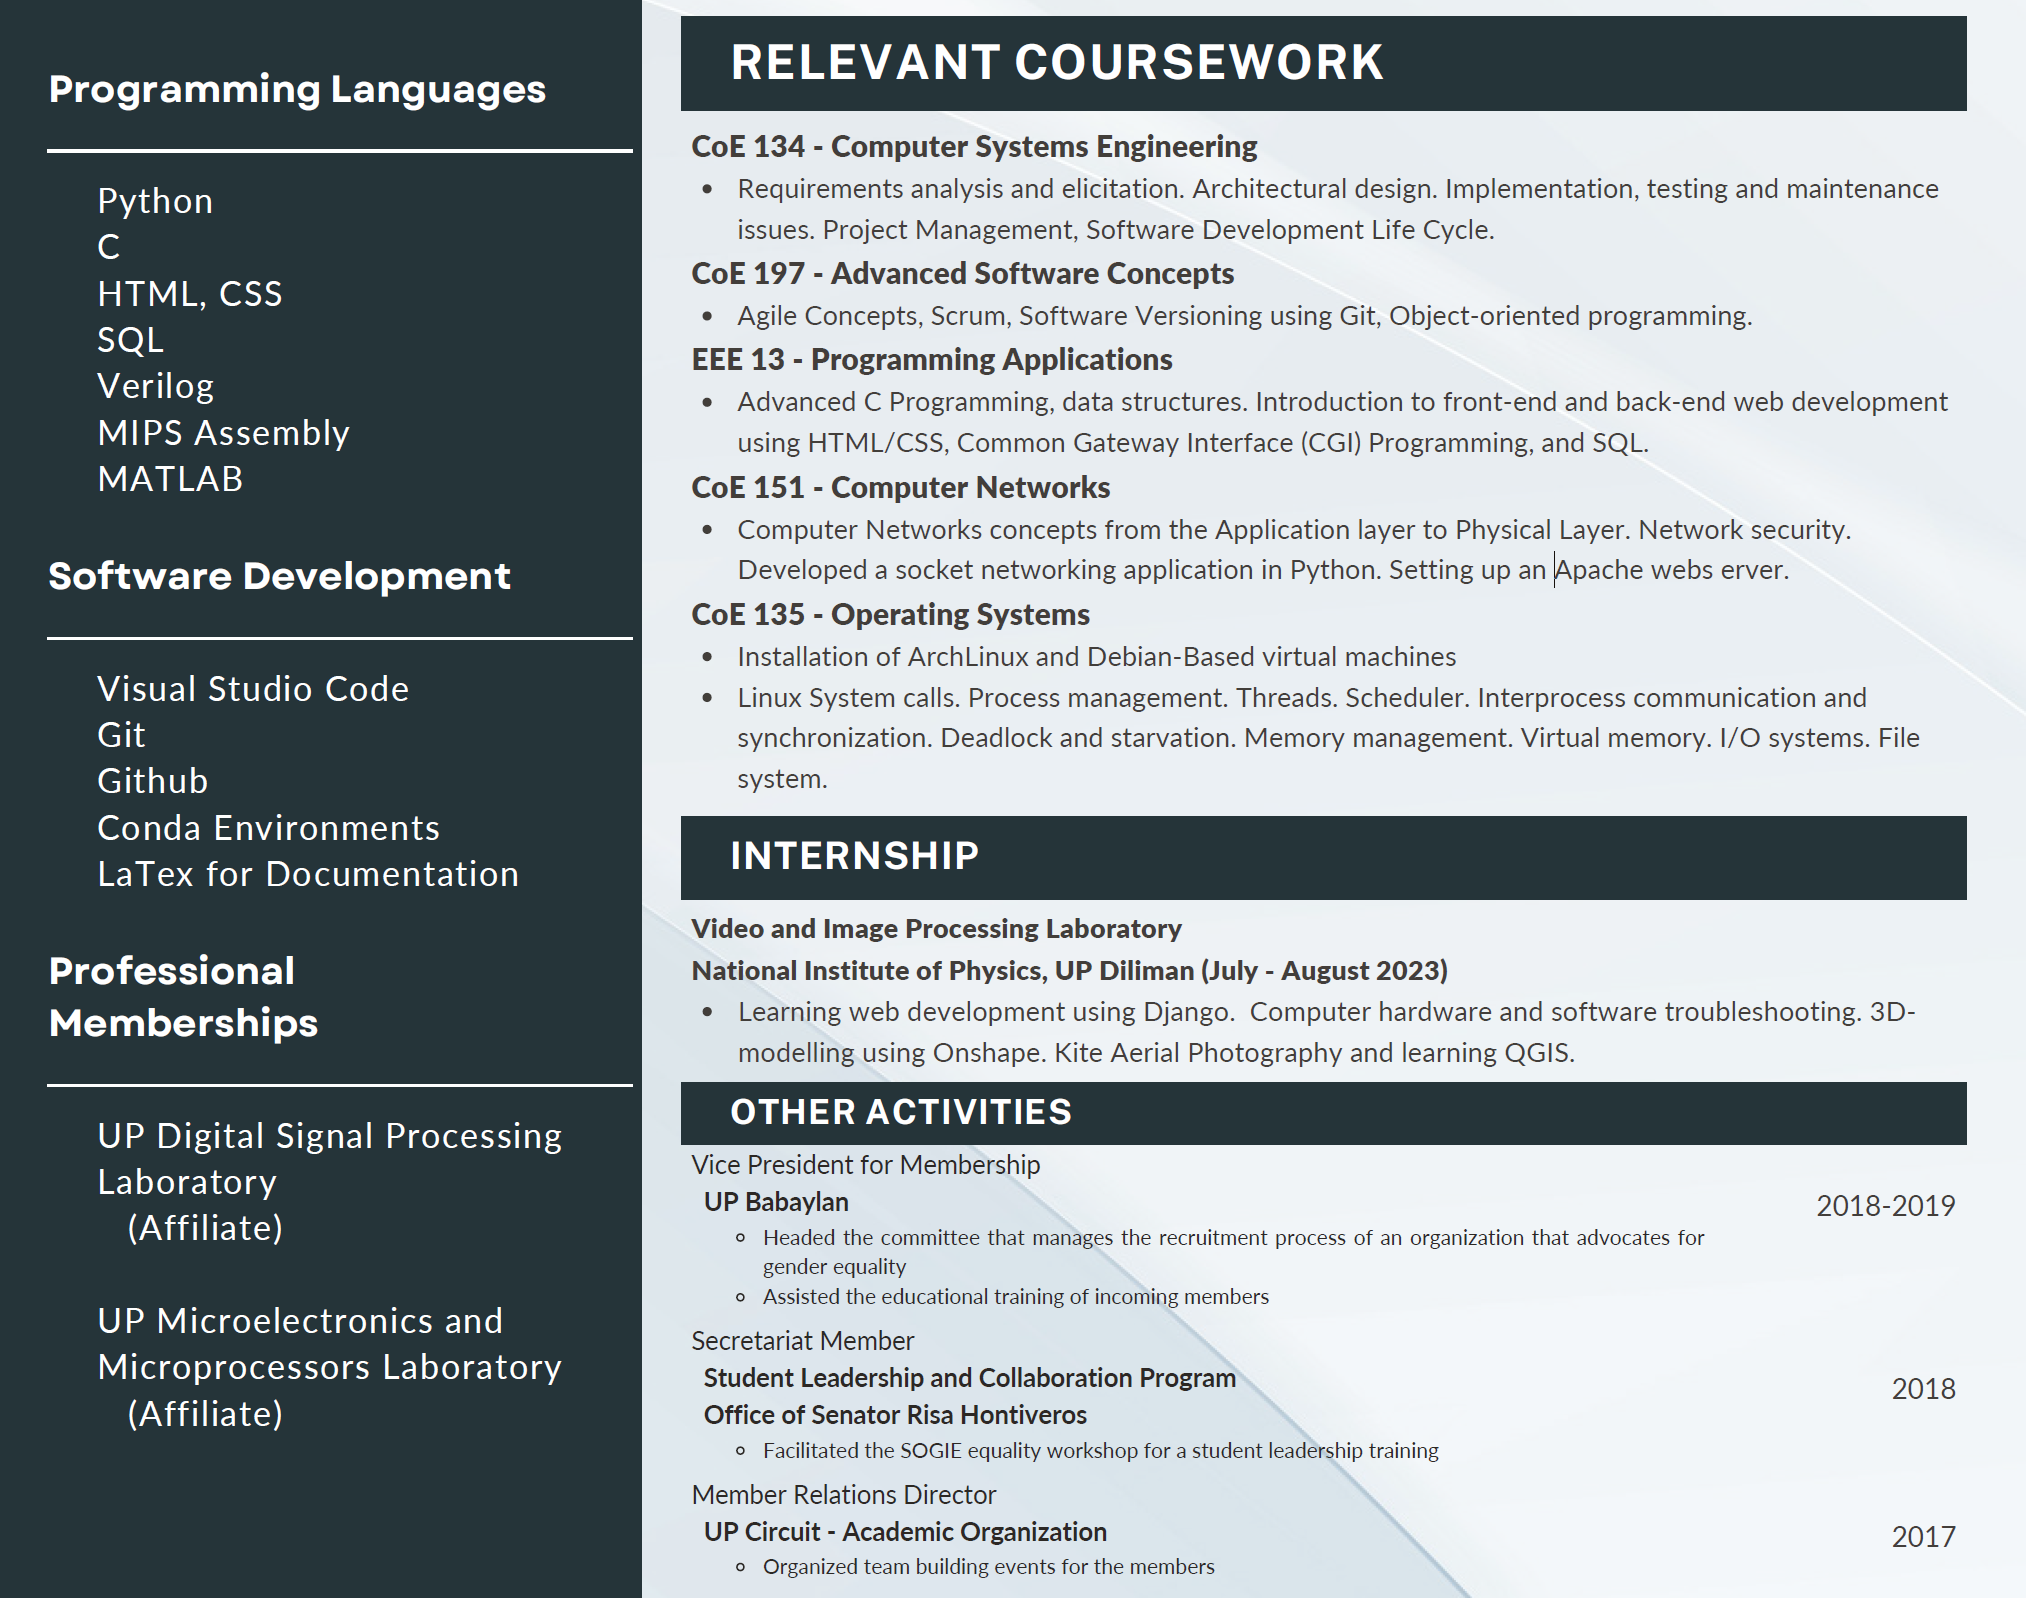 Programming Languages
Python
C
HTML, CSS
SQL
Verilog
MIPS Assembly
MATLAB
Software Development
Visual Studio Code
Git
Github
Conda Environments
LaTex for Documentation
Professional
Memberships
UP Digital Signal Processing
Laboratory
(Affiliate)
UP Microelectronics and
Microprocessors Laboratory
(Affiliate)
RELEVANT COURSEWORK
CoE 134 - Computer Systems Engineering
• Requirements analysis and elicitation. Architectural design. Implementation, testing and maintenance
issues. Project Management, Software Development Life Cycle.
CoE 197 - Advanced Software Concepts
• Agile Concepts, Scrum, Software Versioning using Git, Object-oriented programming.
EEE 13 - Programming Applications
• Advanced C Programming, data structures. Introduction to front-end and back-end web development
using HTML/CSS, Common Gateway Interface (CGI) Programming, and SQL.
CoE 151 - Computer Networks
• Computer Networks concepts from the Application layer to Physical Layer. Network security.
Developed a socket networking application in Python. Setting up an Apache webs erver.
CoE 135 - Operating Systems
• Installation of ArchLinux and Debian-Based virtual machines
• Linux System calls. Process management. Threads. Scheduler. Interprocess communication and
synchronization. Deadlock and starvation. Memory management. Virtual memory. I/O systems. File
system.
INTERNSHIP
Video and Image Processing Laboratory
National Institute of Physics, UP Diliman (July - August 2023)
• Learning web development using Django. Computer hardware and software troubleshooting. 3D-
modelling using Onshape. Kite Aerial Photography and learning QGIS.
OTHER ACTIVITIES
Vice President for Membership
UP Babaylan
2018-2019
◦ Headed the committee that manages the recruitment process of an organization that advocates for
gender equality
◦ Assisted the educational training of incoming members
Secretariat Member
Student Leadership and Collaboration Program
2018
Office of Senator Risa Hontiveros
◦ Facilitated the SOGIE equality workshop for a student leadership training
Member Relations Director
UP Circuit - Academic Organization
2017
◦ Organized team building events for the members